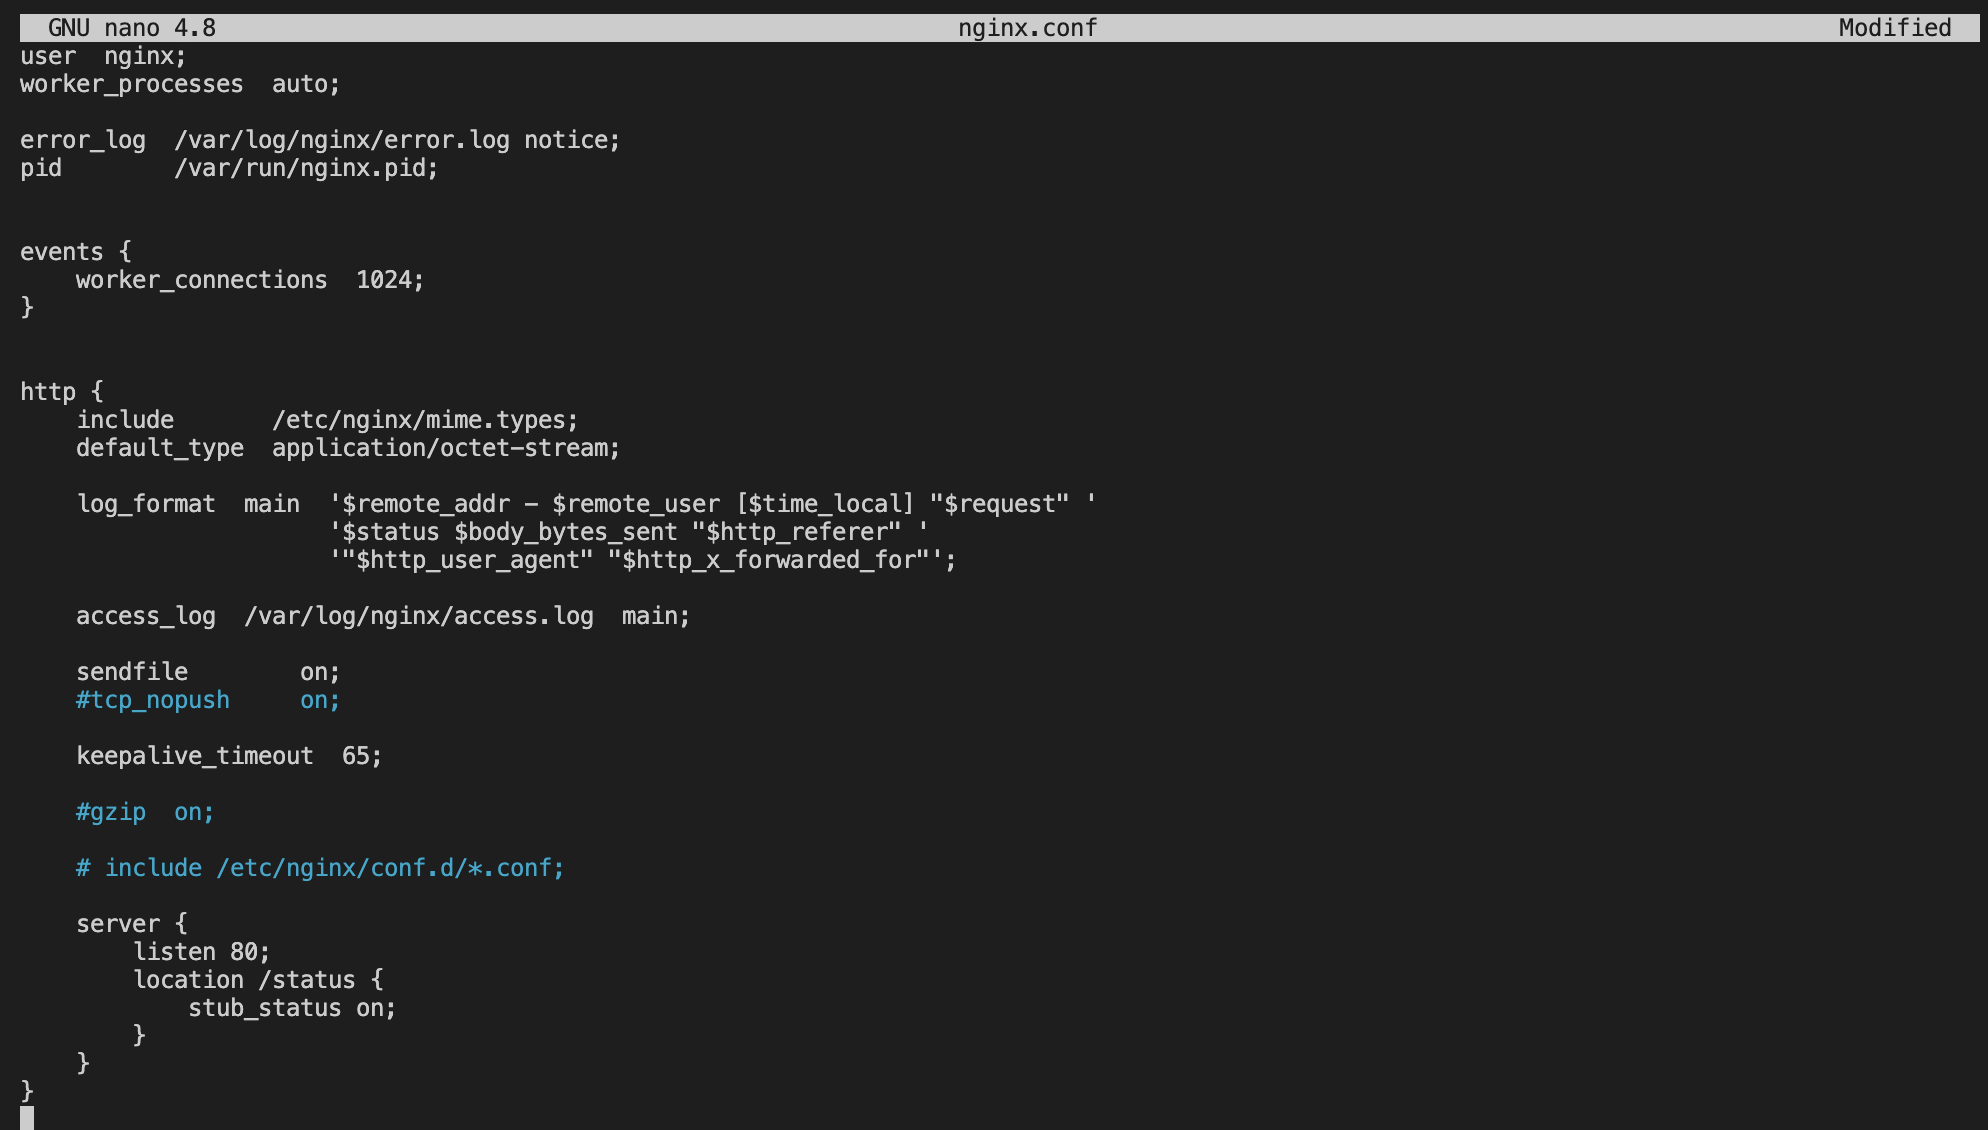 GNU nano 4.8 nginx.conf Modified
user  nginx;
worker_processes  auto;
error_log  /var/log/nginx/error.log notice;
pid        /var/run/nginx.pid;
events {
    worker_connections  1024;
}
http {
    include       /etc/nginx/mime.types;
    default_type  application/octet-stream;
    log_format  main  '$remote_addr - $remote_user [$time_local] "$request" '
                      '$status $body_bytes_sent "$http_referer" '
                      '"$http_user_agent" "$http_x_forwarded_for"';
    access_log  /var/log/nginx/access.log  main;
    sendfile        on;
    #tcp_nopush     on;
    keepalive_timeout  65;
    #gzip  on;
    # include /etc/nginx/conf.d/*.conf;
    server {
        listen 80;
        location /status {
            stub_status on;
        }
    }
}